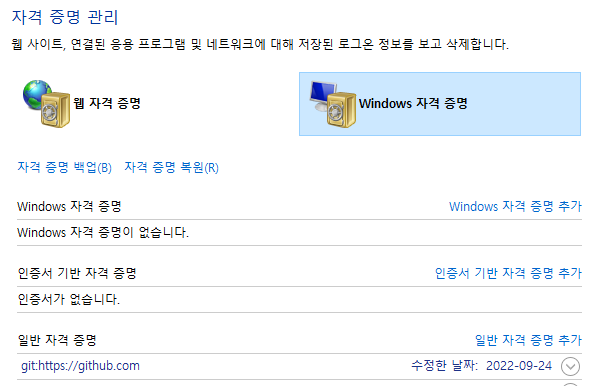 자격 증명 관리
웹 사이트, 연결된 응용 프로그램 및 네트워크에 대해 저장된 로그온 정보를 보고 삭제합니다.
웹 자격 증명
Windows 자격 증명
자격 증명 백업(B) 자격 증명 복원(R)
Windows 자격 증명 Windows 자격 증명 추가
Windows 자격 증명이 없습니다.
인증서 기반 자격 증명 인증서 기반 자격 증명 추가
인증서가 없습니다.
일반 자격 증명 일반 자격 증명 추가
git:https://github.com 수정한 날짜: 2022-09-24